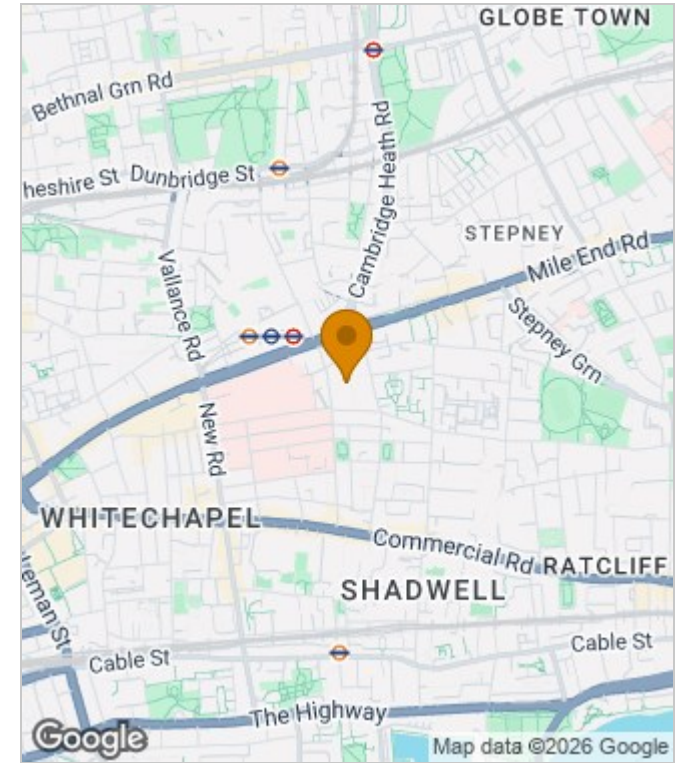 GLOBE TOWN
Bethnal Grn Rd
Cambridge Heath Rd
heshire St
Dunbridge St
STEPNEY
Mile End Rd
Vallance Rd
Stepney Grn
New Rd
WHITECHAPEL
Commercial Rd
RATCLIFF
SHADWELL
eman St
Cable St
Cable St
The Highway
Google
Map data ©2026 Google